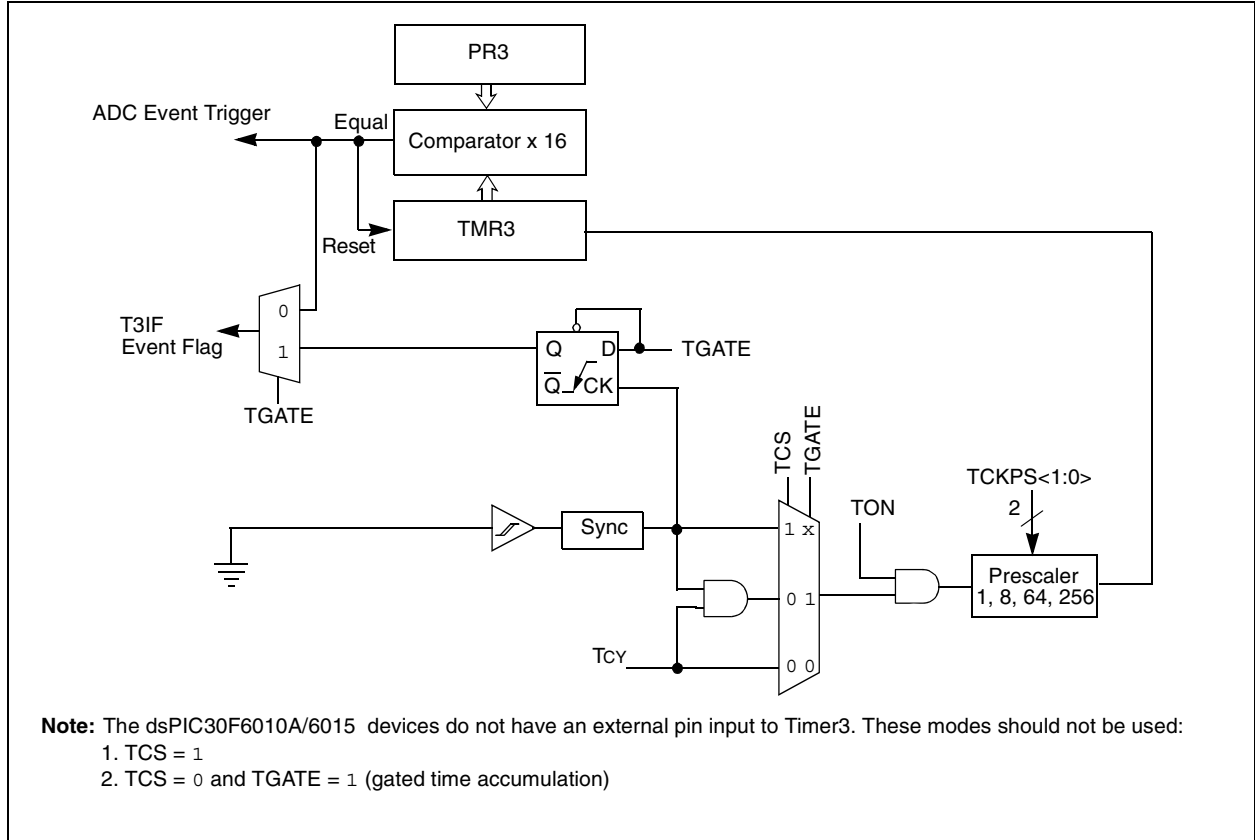 PR3
ADC Event Trigger
Equal
Comparator x 16
TMR3
Reset
0
1
T3IF
Event Flag
TGATE
Q
D
TGATE
Q
CK
TCS
TGATE
TCKPS<1:0>
2
TON
Sync
1 x
Prescaler
1, 8, 64, 256
0 1
TCY
0 0
Note: The dsPIC30F6010A/6015 devices do not have an external pin input to Timer3. These modes should not be used:
1. TCS = 1
2. TCS = 0 and TGATE = 1 (gated time accumulation)